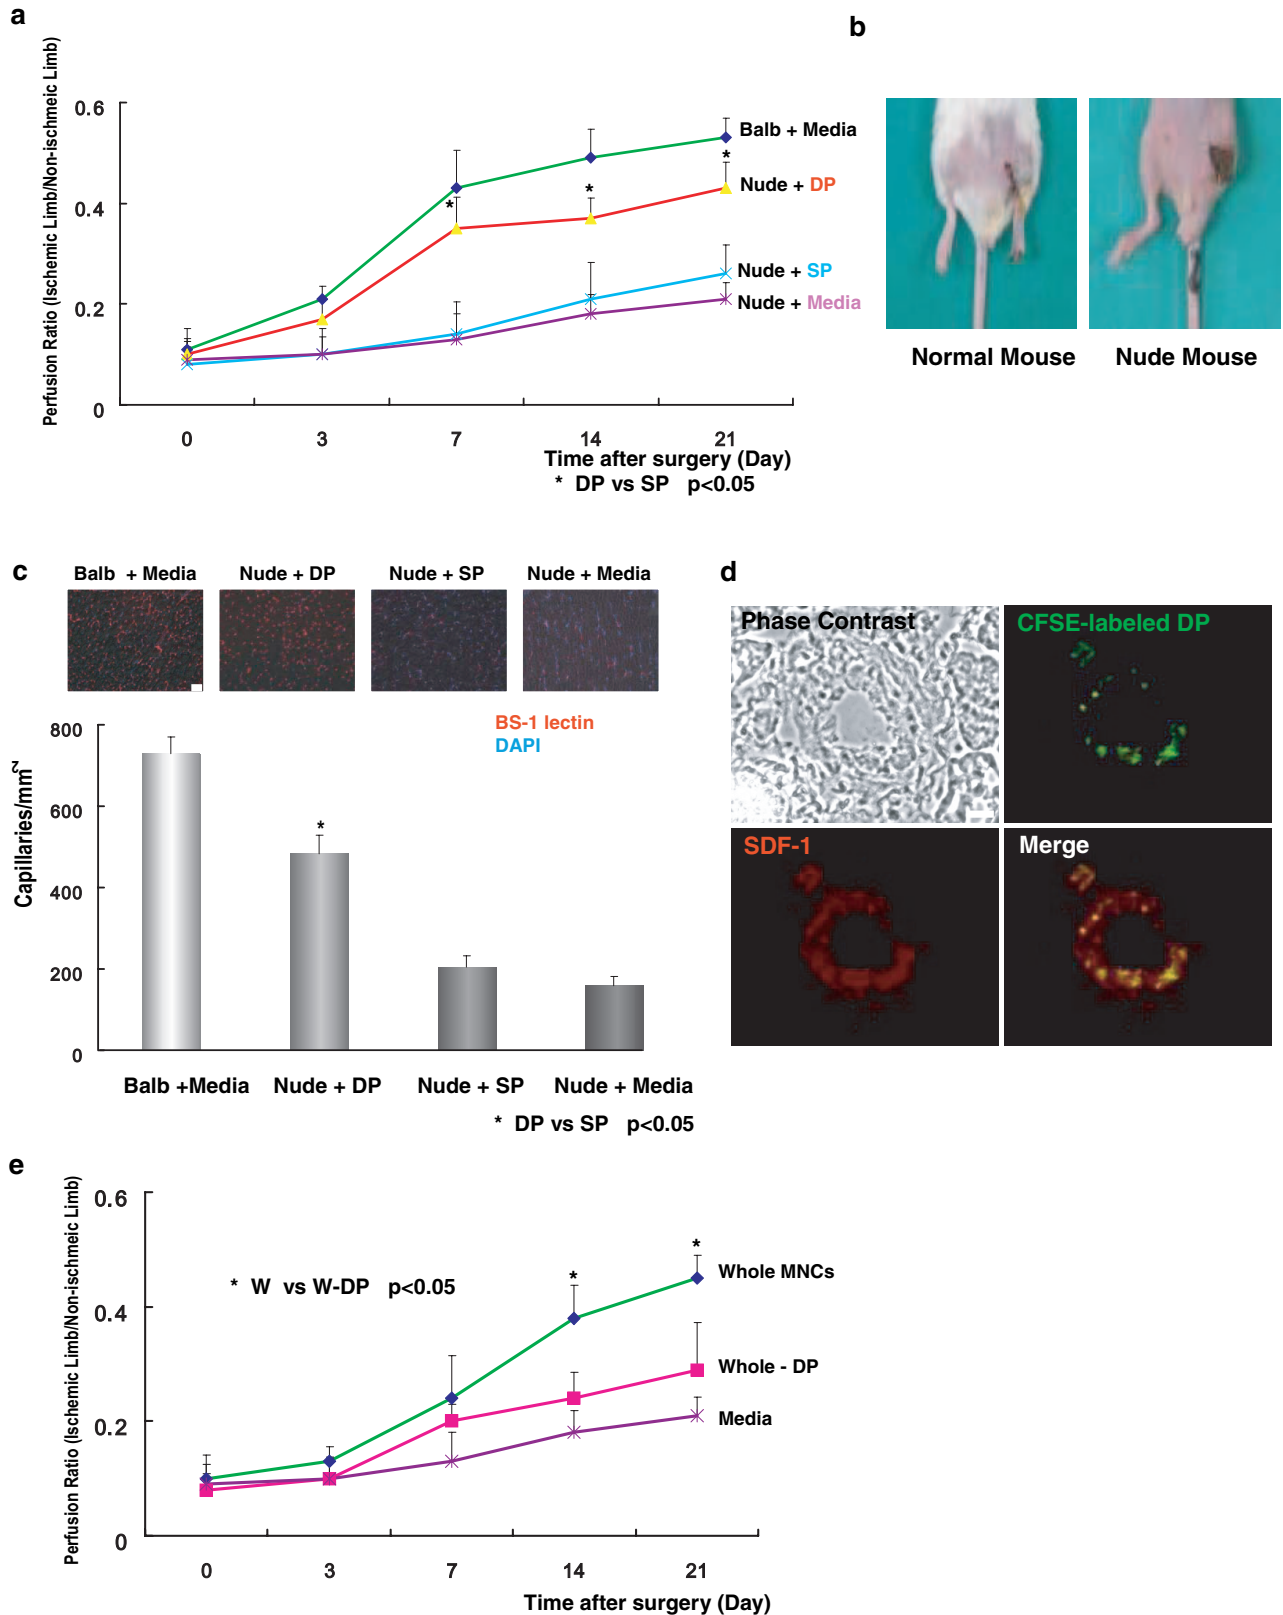 a
Perfusion Ratio (Ischemic Limb/Non-ischmeic Limb)
0.6
0.4
0.2
0
0 3 7 14 21
Time after surgery (Day)
* DP vs SP p<0.05
Balb + Media
Nude + DP
Nude + SP
Nude + Media
*
*
*
b
Normal Mouse
Nude Mouse
c
Balb + Media
Nude + DP
Nude + SP
Nude + Media
BS-1 lectin
DAPI
Capillaries/mm2
800
600
400
200
0
*
Balb +Media
Nude + DP
Nude + SP
Nude + Media
* DP vs SP p<0.05
d
Phase Contrast
CFSE-labeled DP
SDF-1
Merge
e
Perfusion Ratio (Ischemic Limb/Non-ischmeic Limb)
0.6
0.4
0.2
0
* W vs W-DP p<0.05
*
*
Whole MNCs
Whole - DP
Media
0 3 7 14 21
Time after surgery (Day)